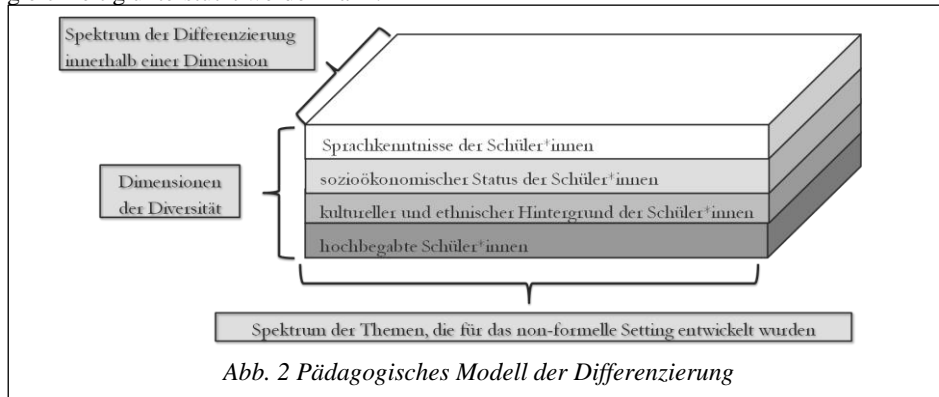 Spektrum der Differenzierung
innerhalb einer Dimension
Sprachkenntnisse der Schüler*innen
Dimensionen
der Diversität
sozioökonomischer Status der Schüler*innen
kultureller und ethnischer Hintergrund der Schüler*innen
hochbegabte Schüler*innen
Spektrum der Themen, die für das non-formelle Setting entwickelt wurden
Abb. 2 Pädagogisches Modell der Differenzierung